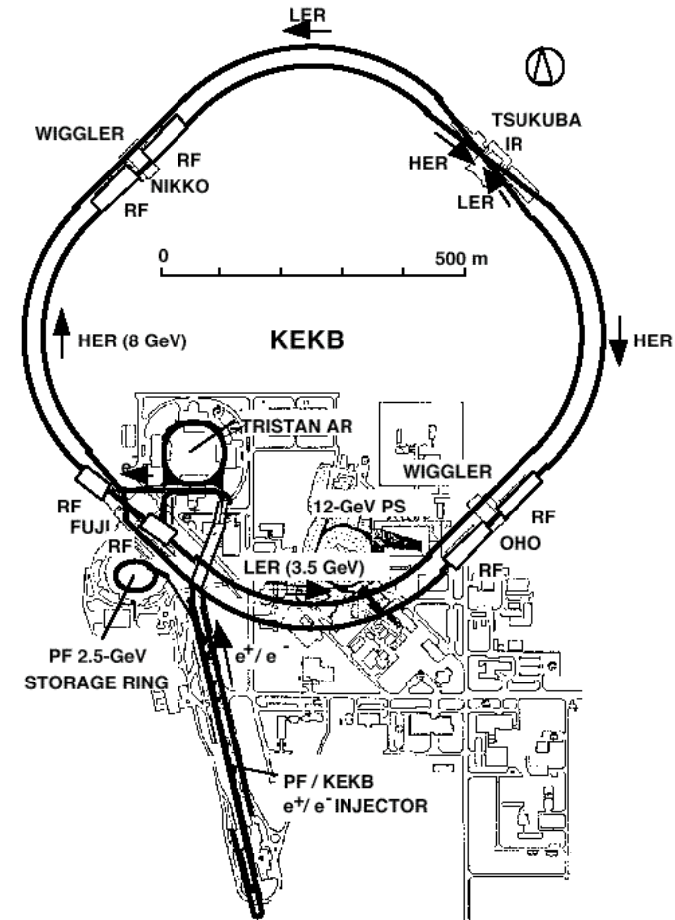 LER
WIGGLER
RF
NIKKO
RF
TSUKUBA
IR
HER
LER
0 500 m
HER (8 GeV)
KEKB
HER
TRISTAN AR
WIGGLER
12-GeV PS
RF
FUJI
RF
RF
OHO
RF
LER (3.5 GeV)
PF 2.5-GeV
STORAGE RING
e+/ e-
PF / KEKB
e+/ e- INJECTOR